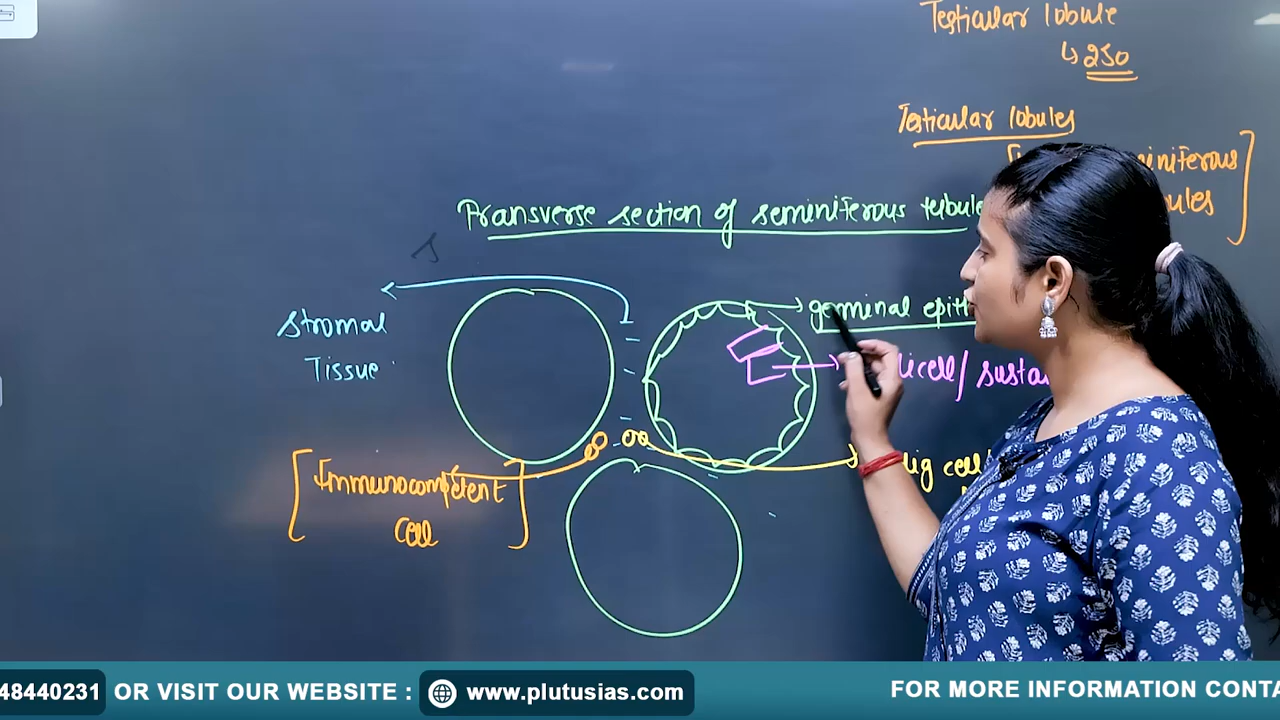 Testicular lobule
↳ 250
Testicular lobules
Transverse section of seminiferous tubule
Stromal
Tissue
germinal epith
Immunocompetent
Cell
48440231 OR VISIT OUR WEBSITE : www.plutusias.com FOR MORE INFORMATION CONTA